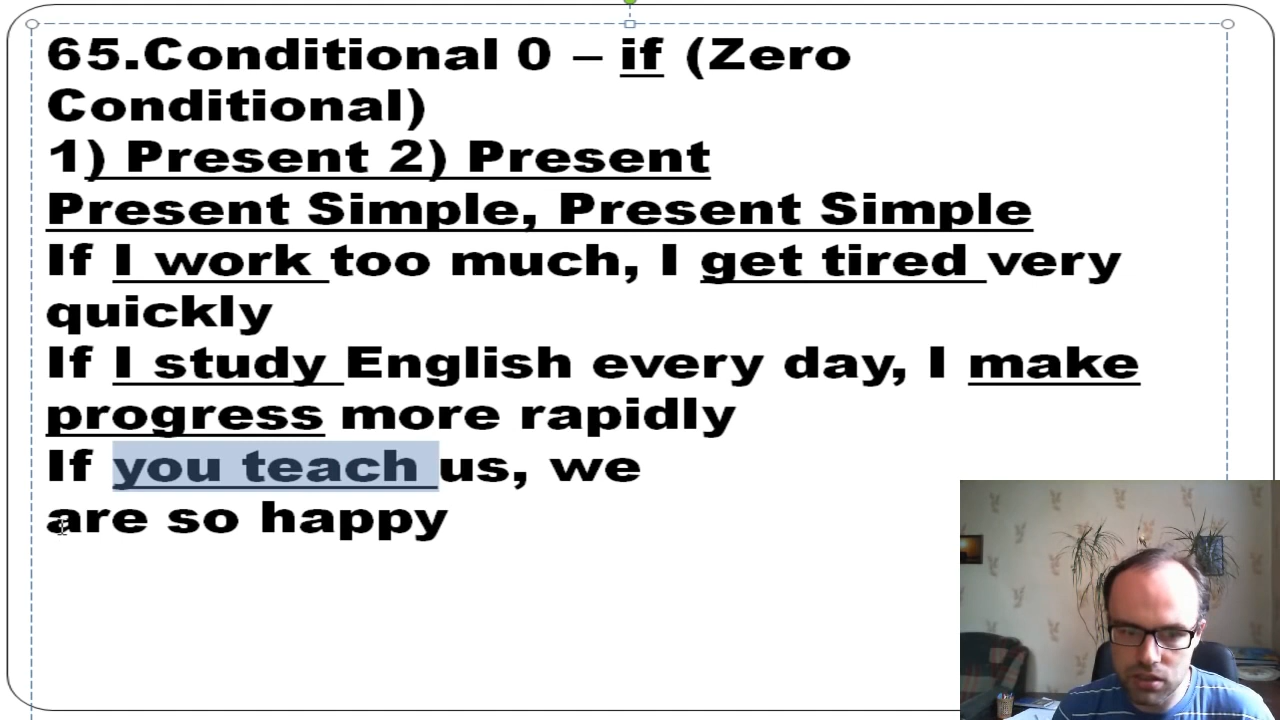 65.Conditional 0 – if (Zero
Conditional)
1) Present 2) Present
Present Simple, Present Simple
If I work too much, I get tired very
quickly
If I study English every day, I make
progress more rapidly
If you teach us, we
are so happy